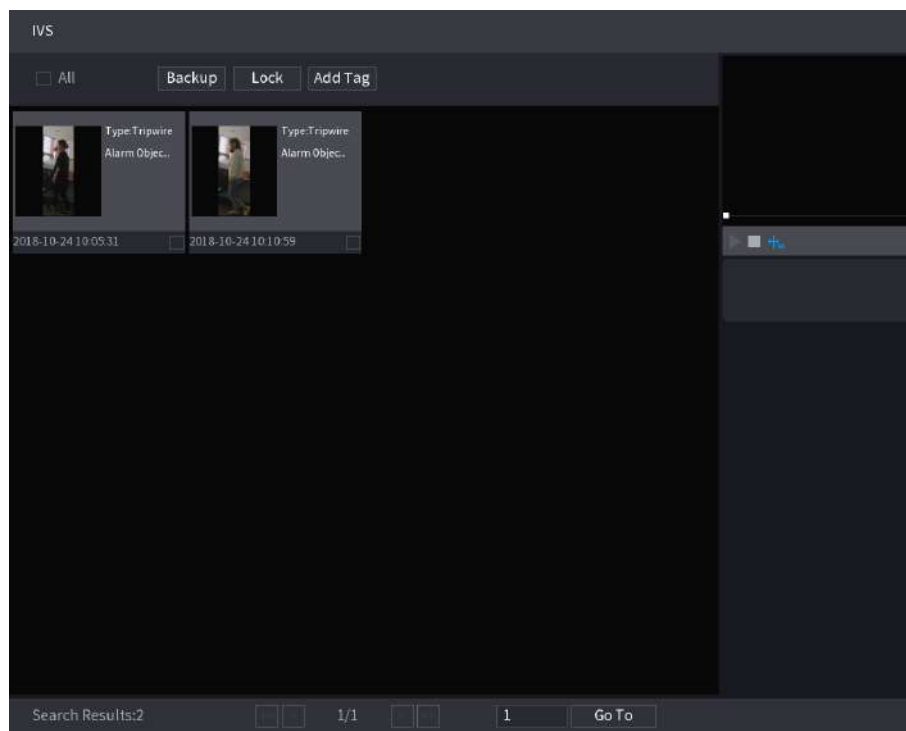 IVS
All Backup Lock Add Tag
Type:Tripwire
Alarm Objec..
2018-10-24 10:05:31
Type:Tripwire
Alarm Objec..
2018-10-24 10:10:59
Search Results:2 1/1 1 Go To